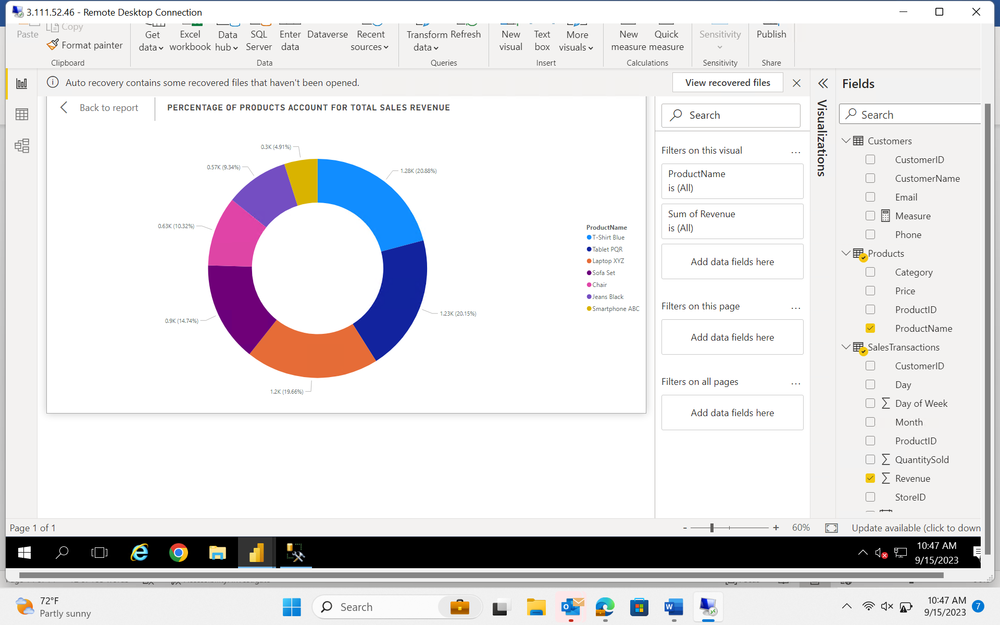 3.111.52.46 - Remote Desktop Connection
Paste
Copy
Format painter
Clipboard
Get data
Excel workbook
Data hub
SQL Server
Enter data
Dataverse
Recent sources
Data
Transform data
Refresh
Queries
New visual
Text box
More visuals
Insert
New measure
Quick measure
Calculations
Sensitivity
Sensitivity
Publish
Share
Auto recovery contains some recovered files that haven't been opened.
View recovered files
Back to report
PERCENTAGE OF PRODUCTS ACCOUNT FOR TOTAL SALES REVENUE
0.3K (4.91%)
0.57K (9.34%)
1.28K (20.88%)
0.63K (10.32%)
0.9K (14.74%)
1.23K (20.15%)
1.2K (19.66%)
ProductName
T-Shirt Blue
Tablet PQR
Laptop XYZ
Sofa Set
Chair
Jeans Black
Smartphone ABC
Search
Filters on this visual
...
ProductName
is (All)
Sum of Revenue
is (All)
Add data fields here
Filters on this page
...
Add data fields here
Filters on all pages
...
Add data fields here
Visualizations
Fields
Search
Customers
CustomerID
CustomerName
Email
Measure
Phone
Products
Category
Price
ProductID
ProductName
SalesTransactions
CustomerID
Day
Day of Week
Month
ProductID
QuantitySold
Revenue
StoreID
Page 1 of 1
- + 60%
Update available (click to down
10:47 AM
9/15/2023
72°F
Partly sunny
Search
10:47 AM
9/15/2023
7